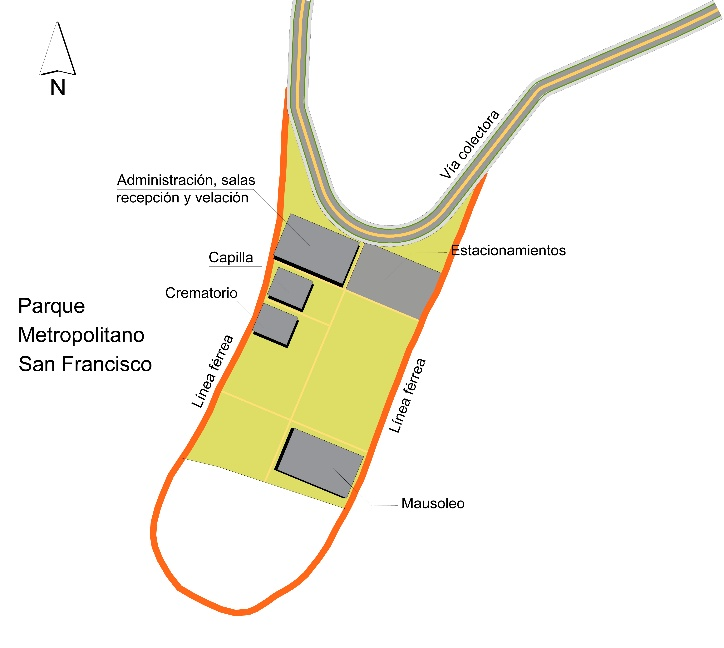 N
Vía colectora
Administración, salas
recepción y velación
Estacionamientos
Capilla
Crematorio
Parque
Metropolitano
San Francisco
Línea férrea
Línea férrea
Mausoleo